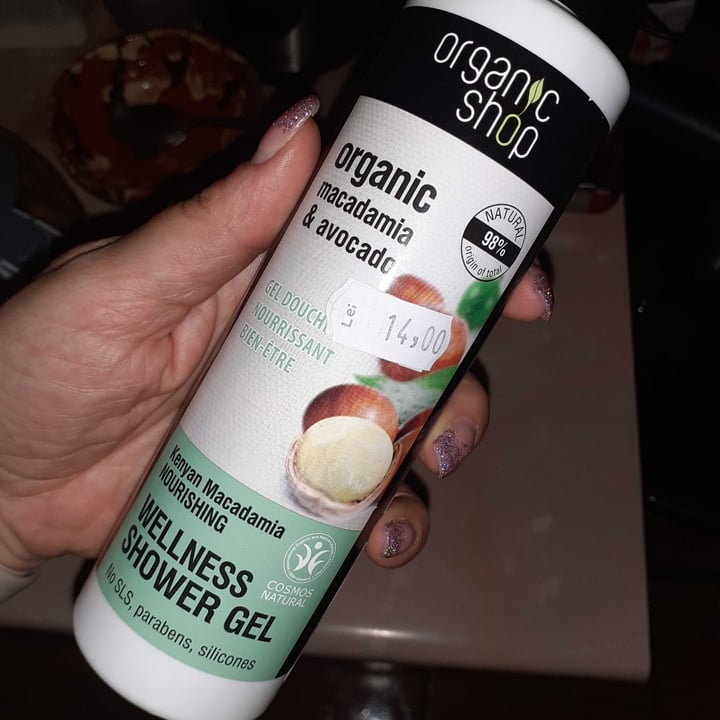 organic
shop
organic
macadamia
& avocado
NATURAL
98%
origin of total
GEL DOUCHE
NOURRISSANT
BIEN-ÊTRE
Lei 14,00
Kenyan Macadamia
NOURISHING
WELLNESS
SHOWER GEL
COSMOS
NATURAL
No SLS, parabens, silicones